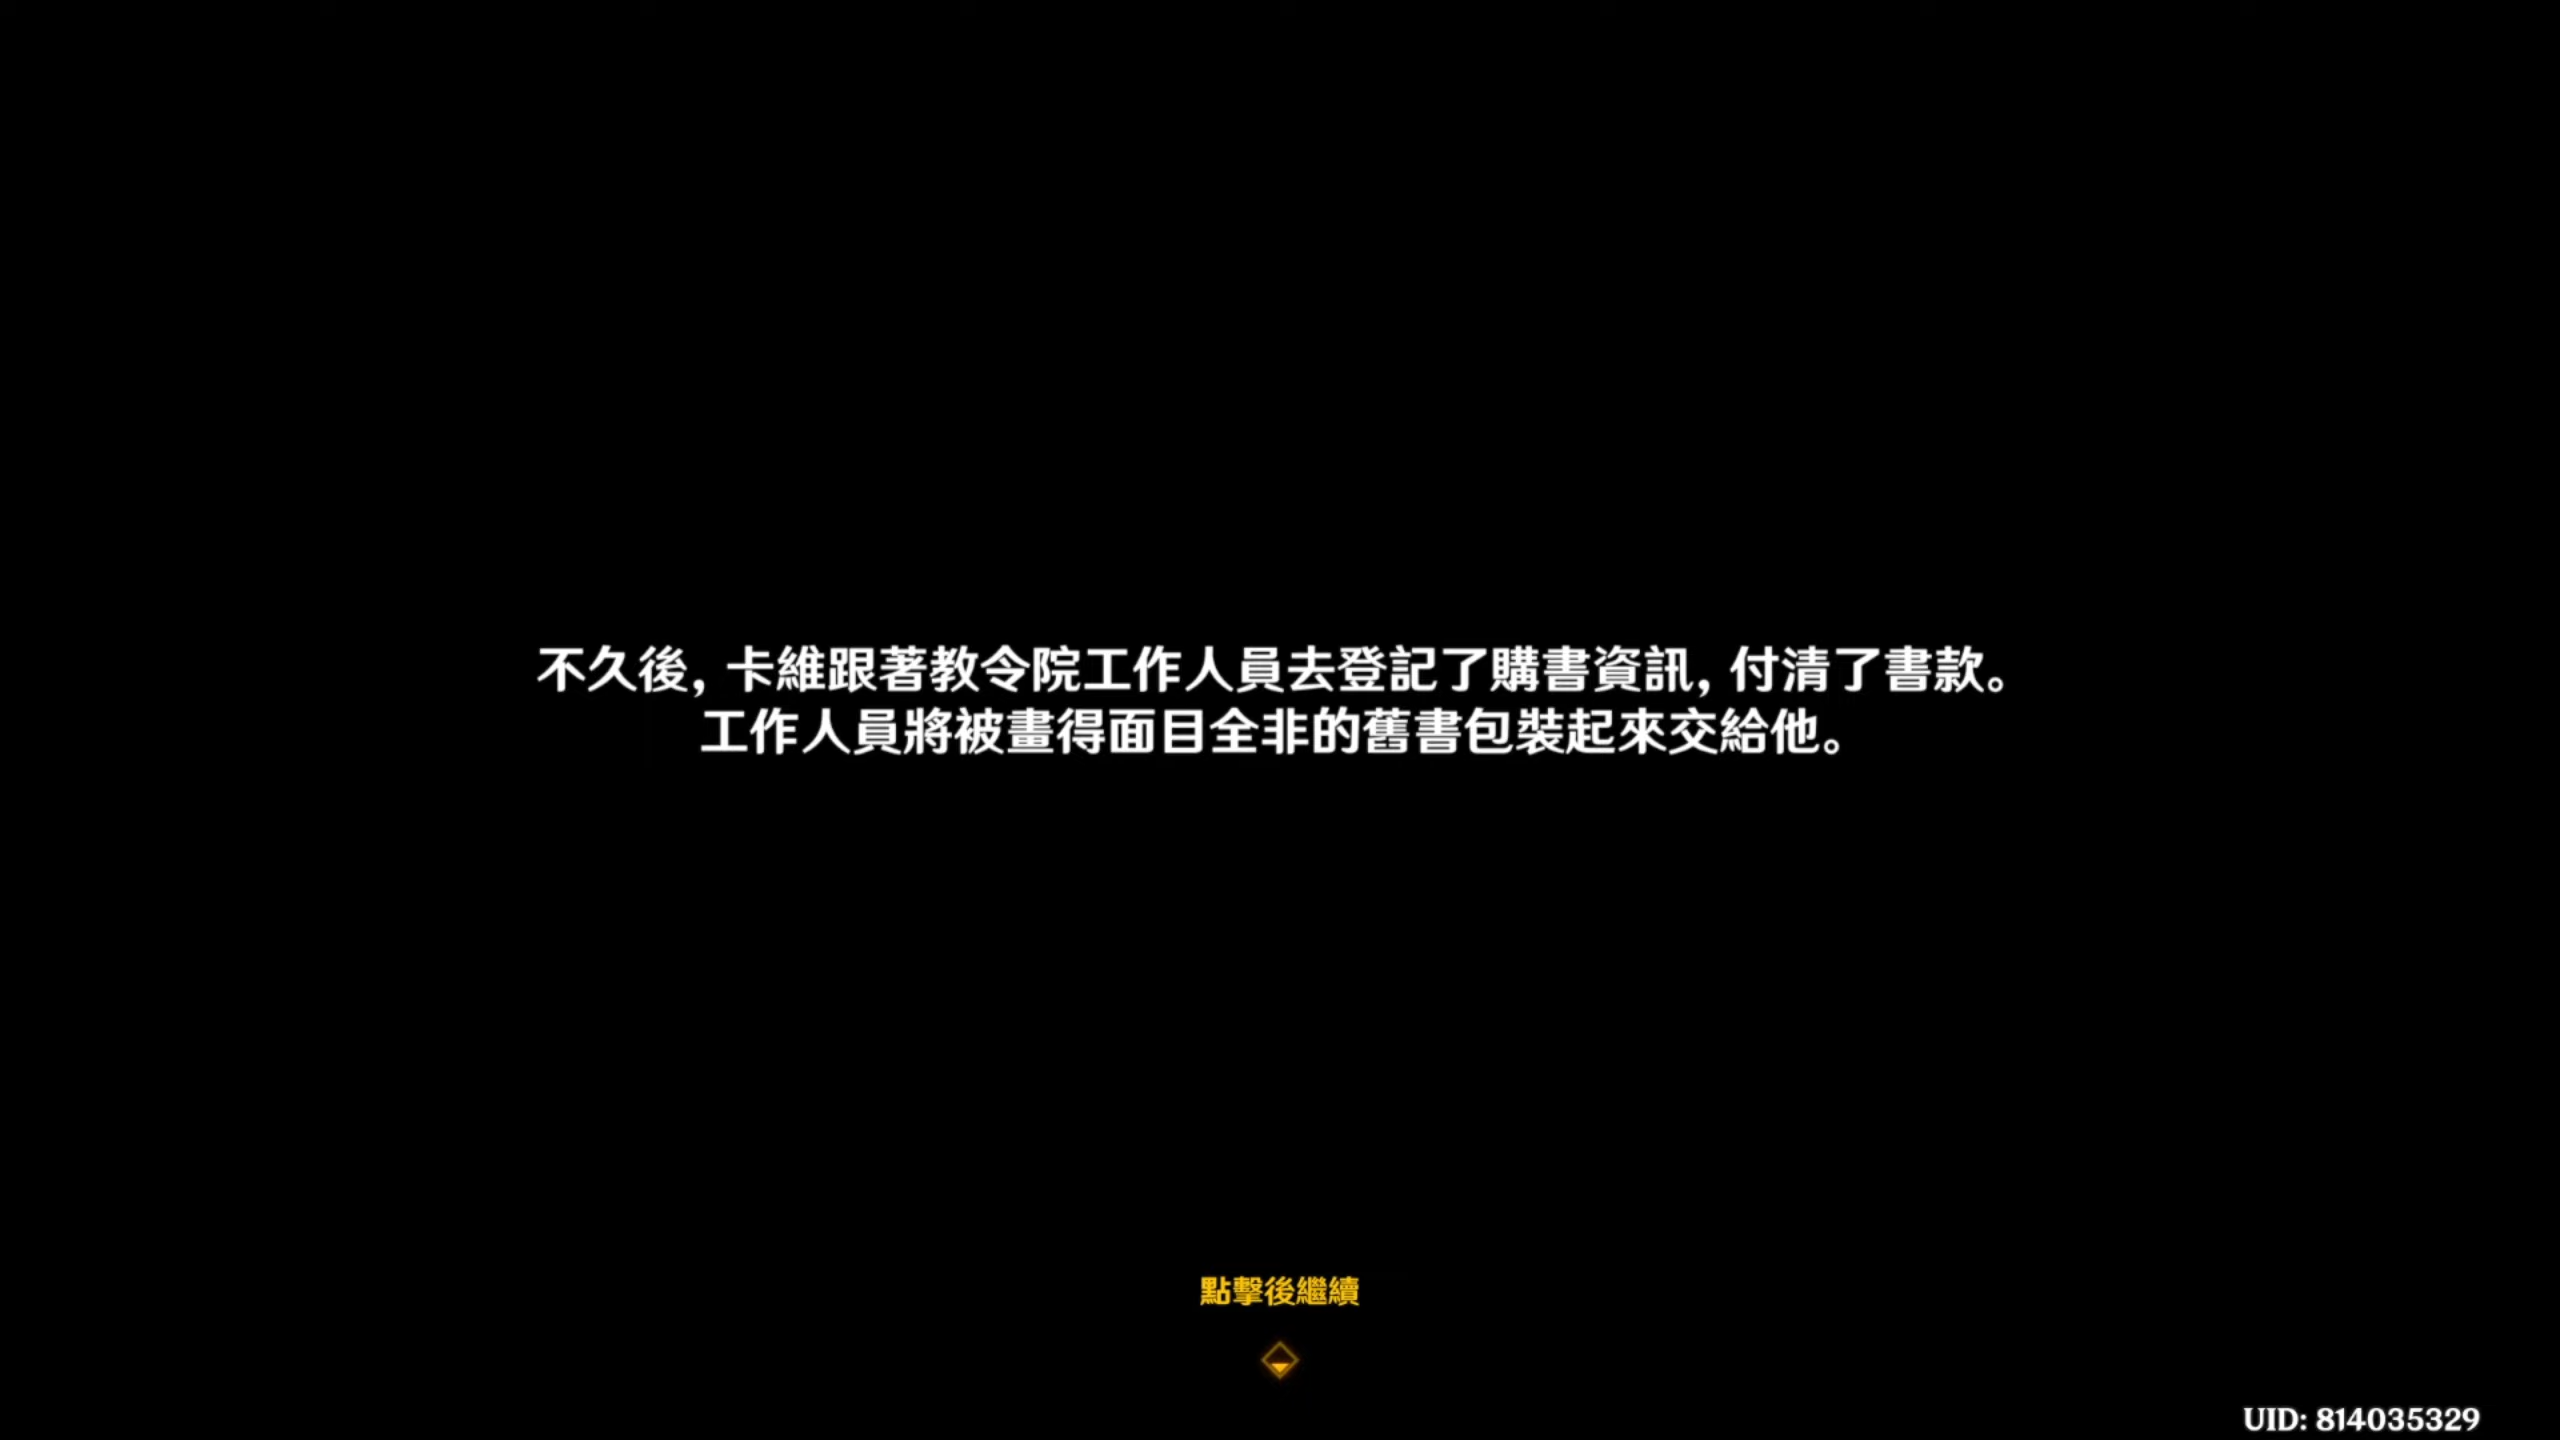 不久後，卡維跟著教令院工作人員去登記了購書資訊，付清了書款。
工作人員將被畫得面目全非的舊書包裝起來交給他。
點擊後繼續
UID: 814035329